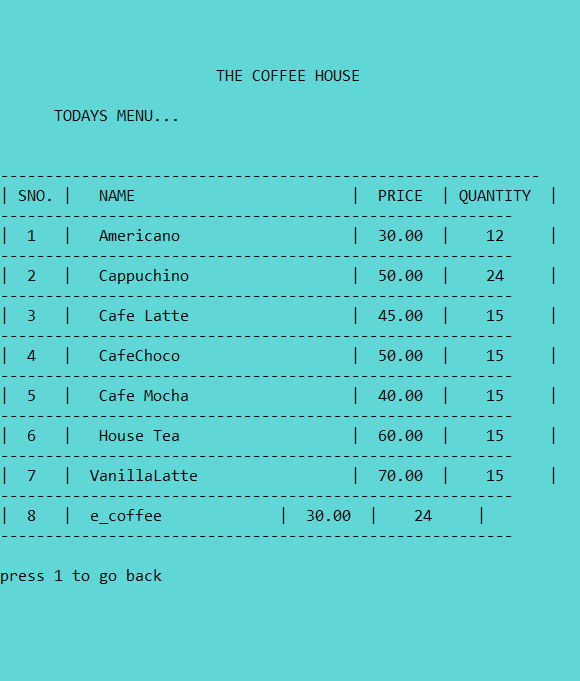 THE COFFEE HOUSE
TODAYS MENU...
------------------------------------------------------------
| SNO. |   NAME                        |  PRICE  | QUANTITY  |
---------------------------------------------------------
|  1   |   Americano                   |  30.00  |    12     |
---------------------------------------------------------
|  2   |   Cappuchino                  |  50.00  |    24     |
---------------------------------------------------------
|  3   |   Cafe Latte                  |  45.00  |    15     |
---------------------------------------------------------
|  4   |   CafeChoco                   |  50.00  |    15     |
---------------------------------------------------------
|  5   |   Cafe Mocha                  |  40.00  |    15     |
---------------------------------------------------------
|  6   |   House Tea                   |  60.00  |    15     |
---------------------------------------------------------
|  7   |  VanillaLatte                 |  70.00  |    15     |
---------------------------------------------------------
|  8   |  e_coffee             |  30.00  |    24     |
---------------------------------------------------------
press 1 to go back